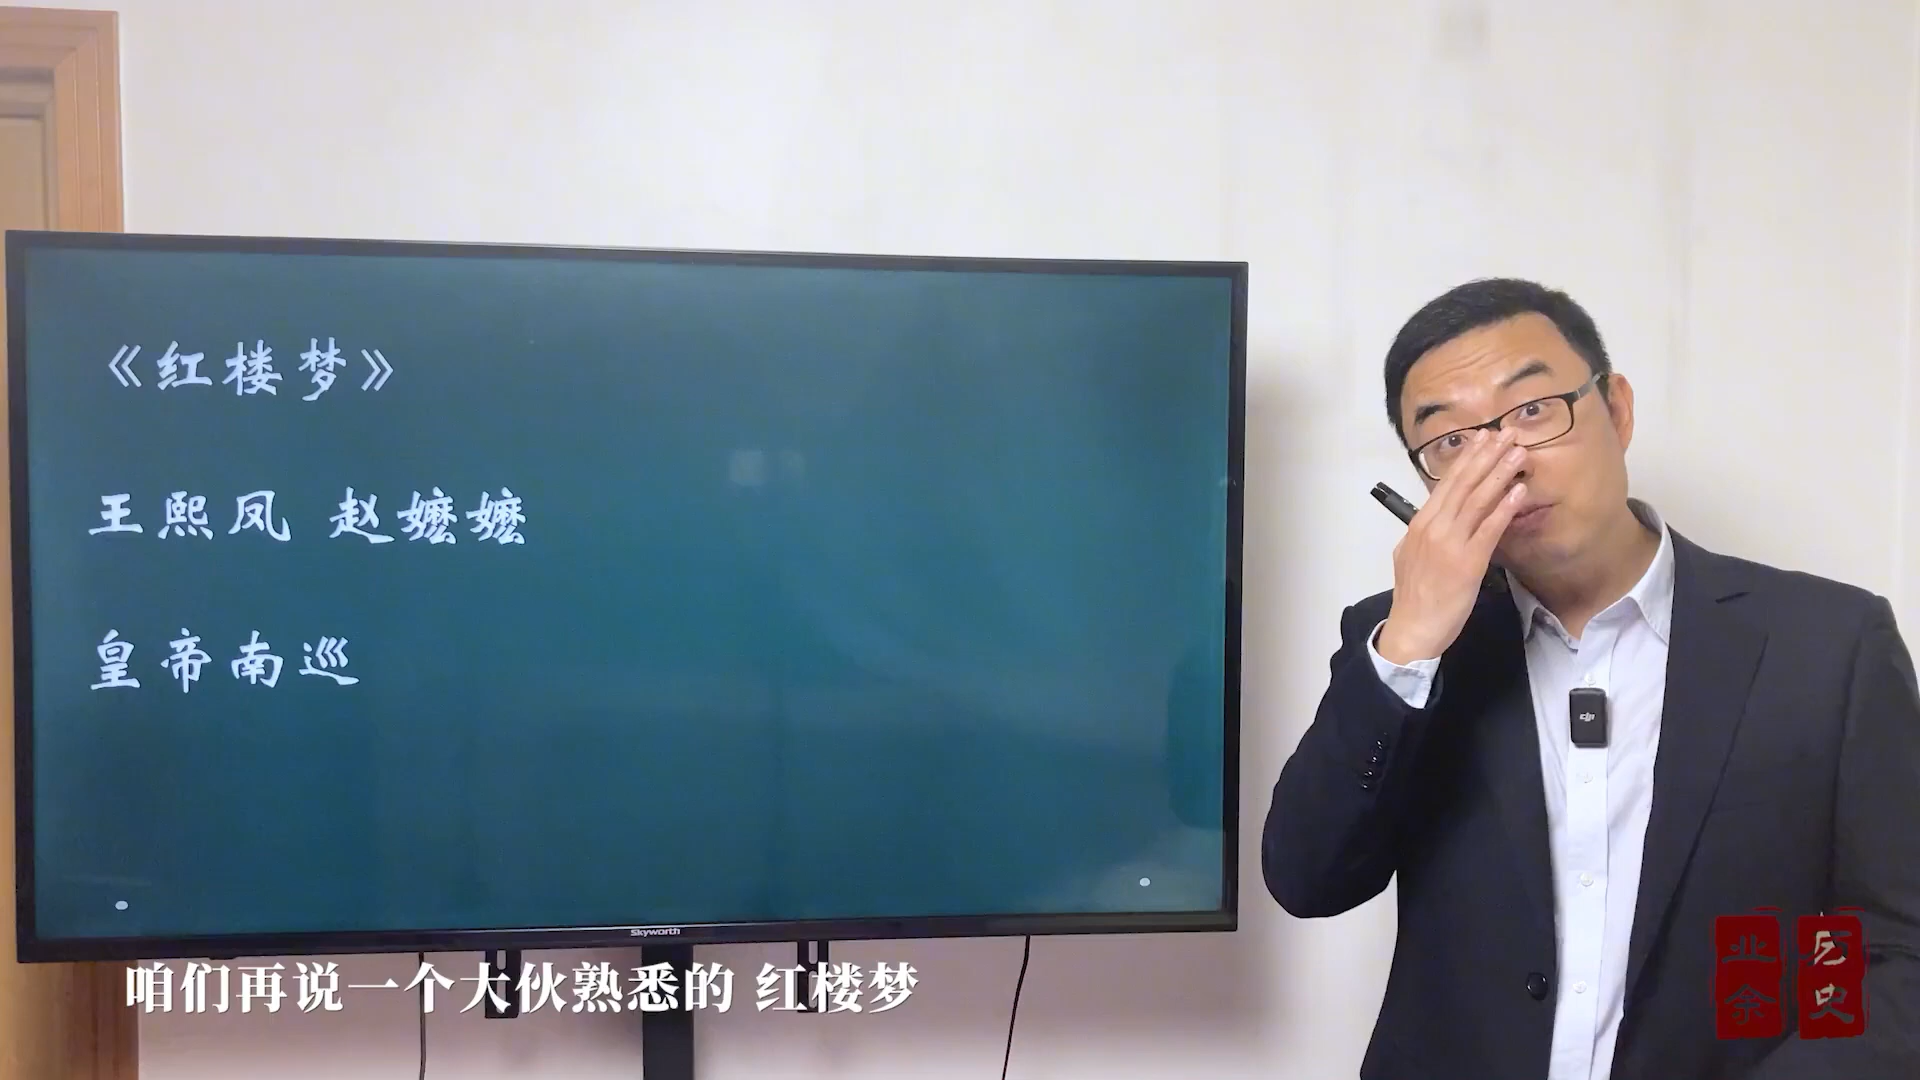 《红楼梦》
王熙凤 赵嬷嬷
皇帝南巡
Skyworth
dji
咱们再说一个大伙熟悉的 红楼梦
业余
历史